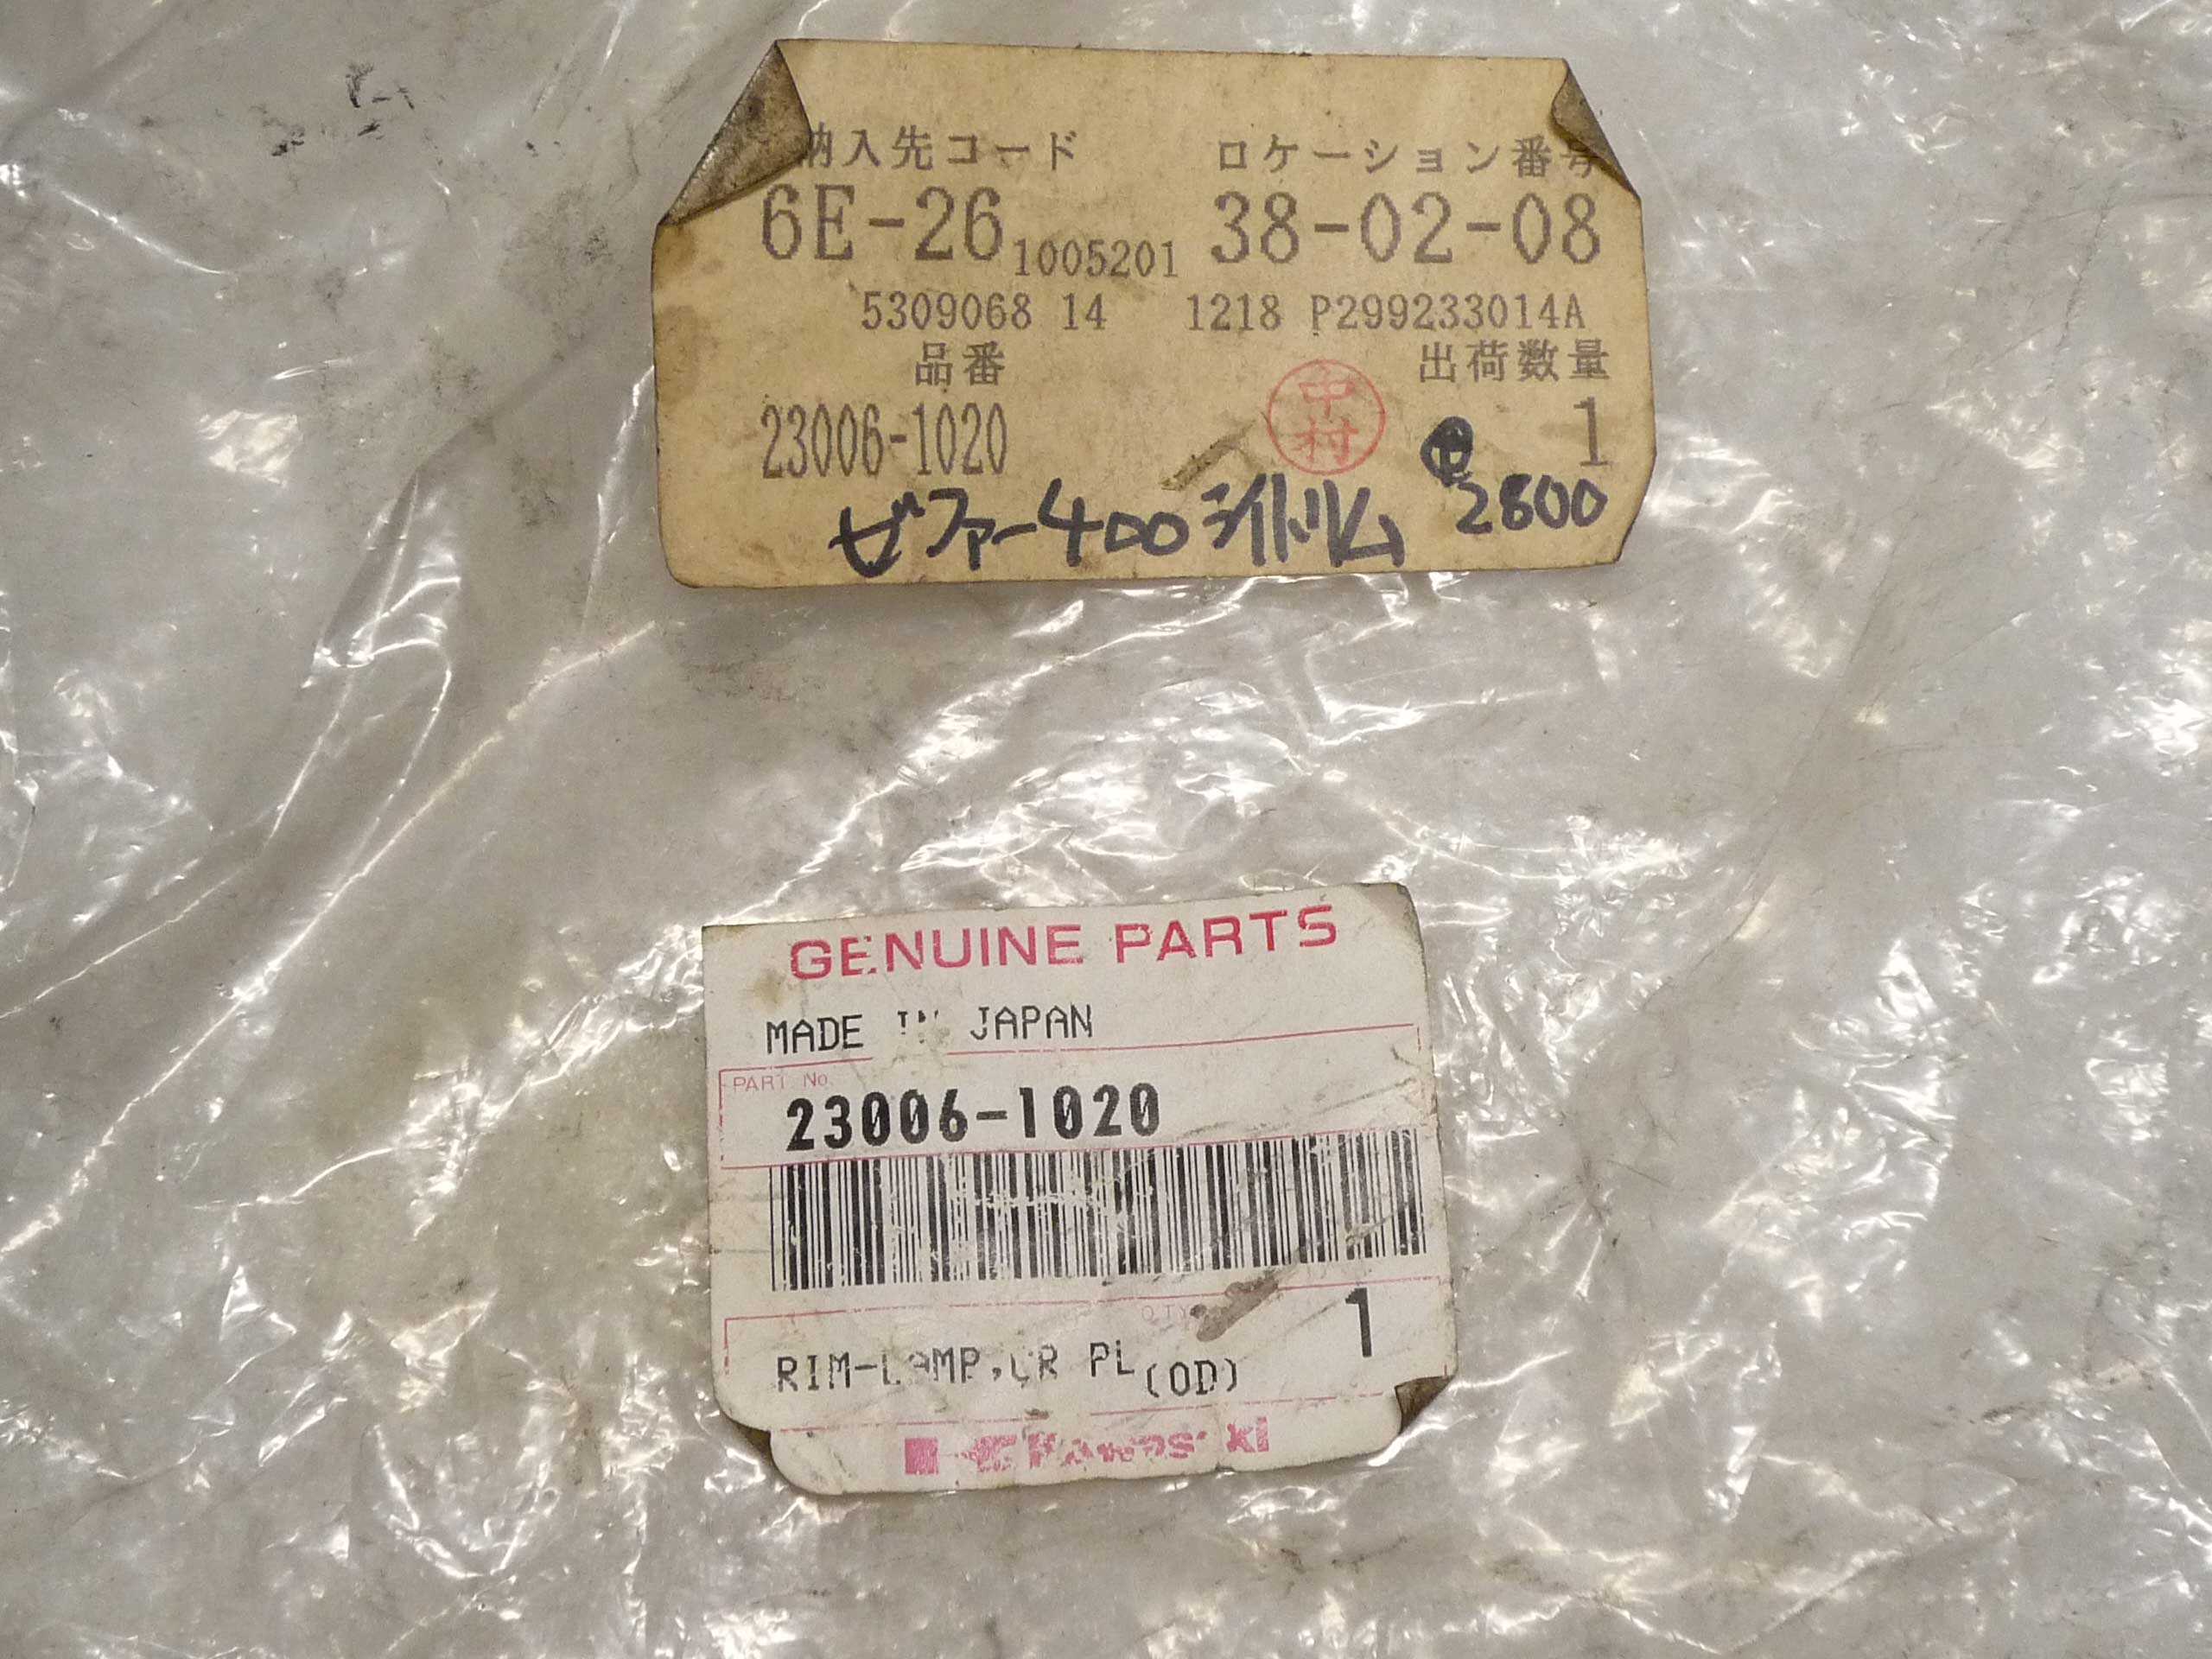 納入先コード ロケーション番号
6E-26 1005201 38-02-08
5309068 14 1218 P299233014A
品番 出荷数量
23006-1020 中村 1
ゼファー400 ライトリム 2800
GENUINE PARTS
MADE IN JAPAN
PART No.
23006-1020
Q'TY 1
RIM-LAMP,CR PL(OD)
Kawasaki